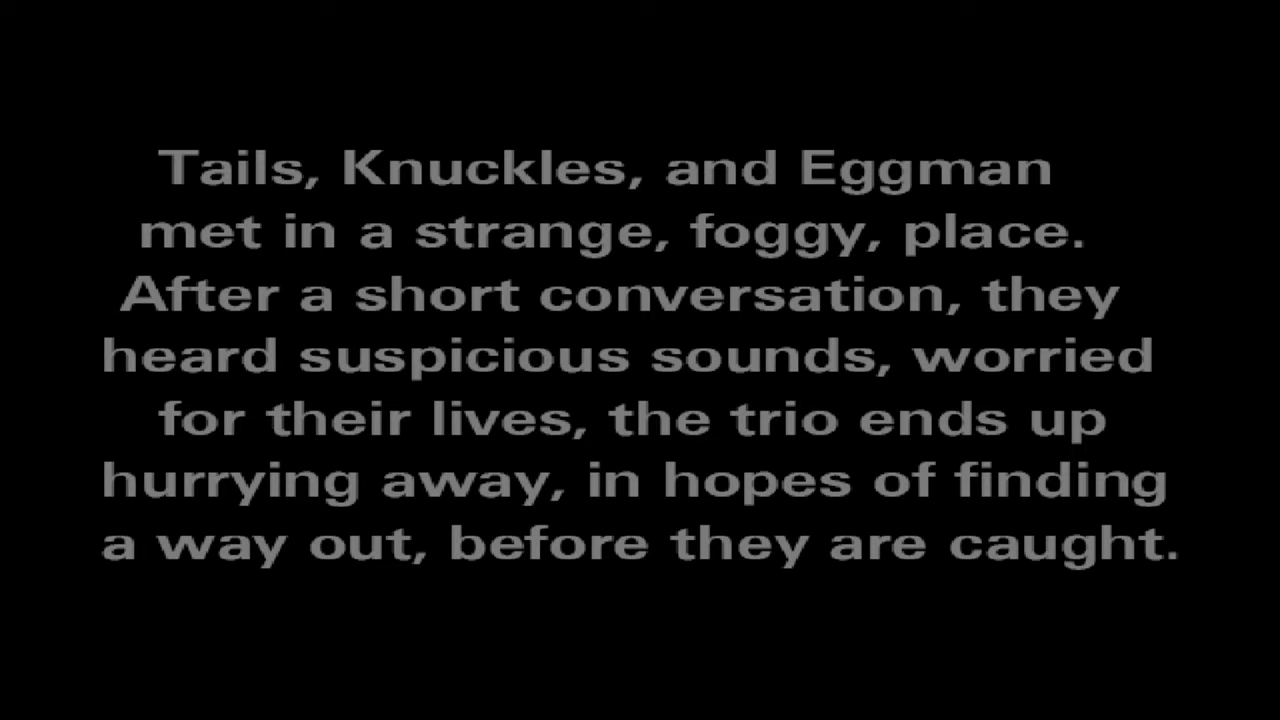 Tails, Knuckles, and Eggman
met in a strange, foggy, place.
After a short conversation, they
heard suspicious sounds, worried
for their lives, the trio ends up
hurrying away, in hopes of finding
a way out, before they are caught.